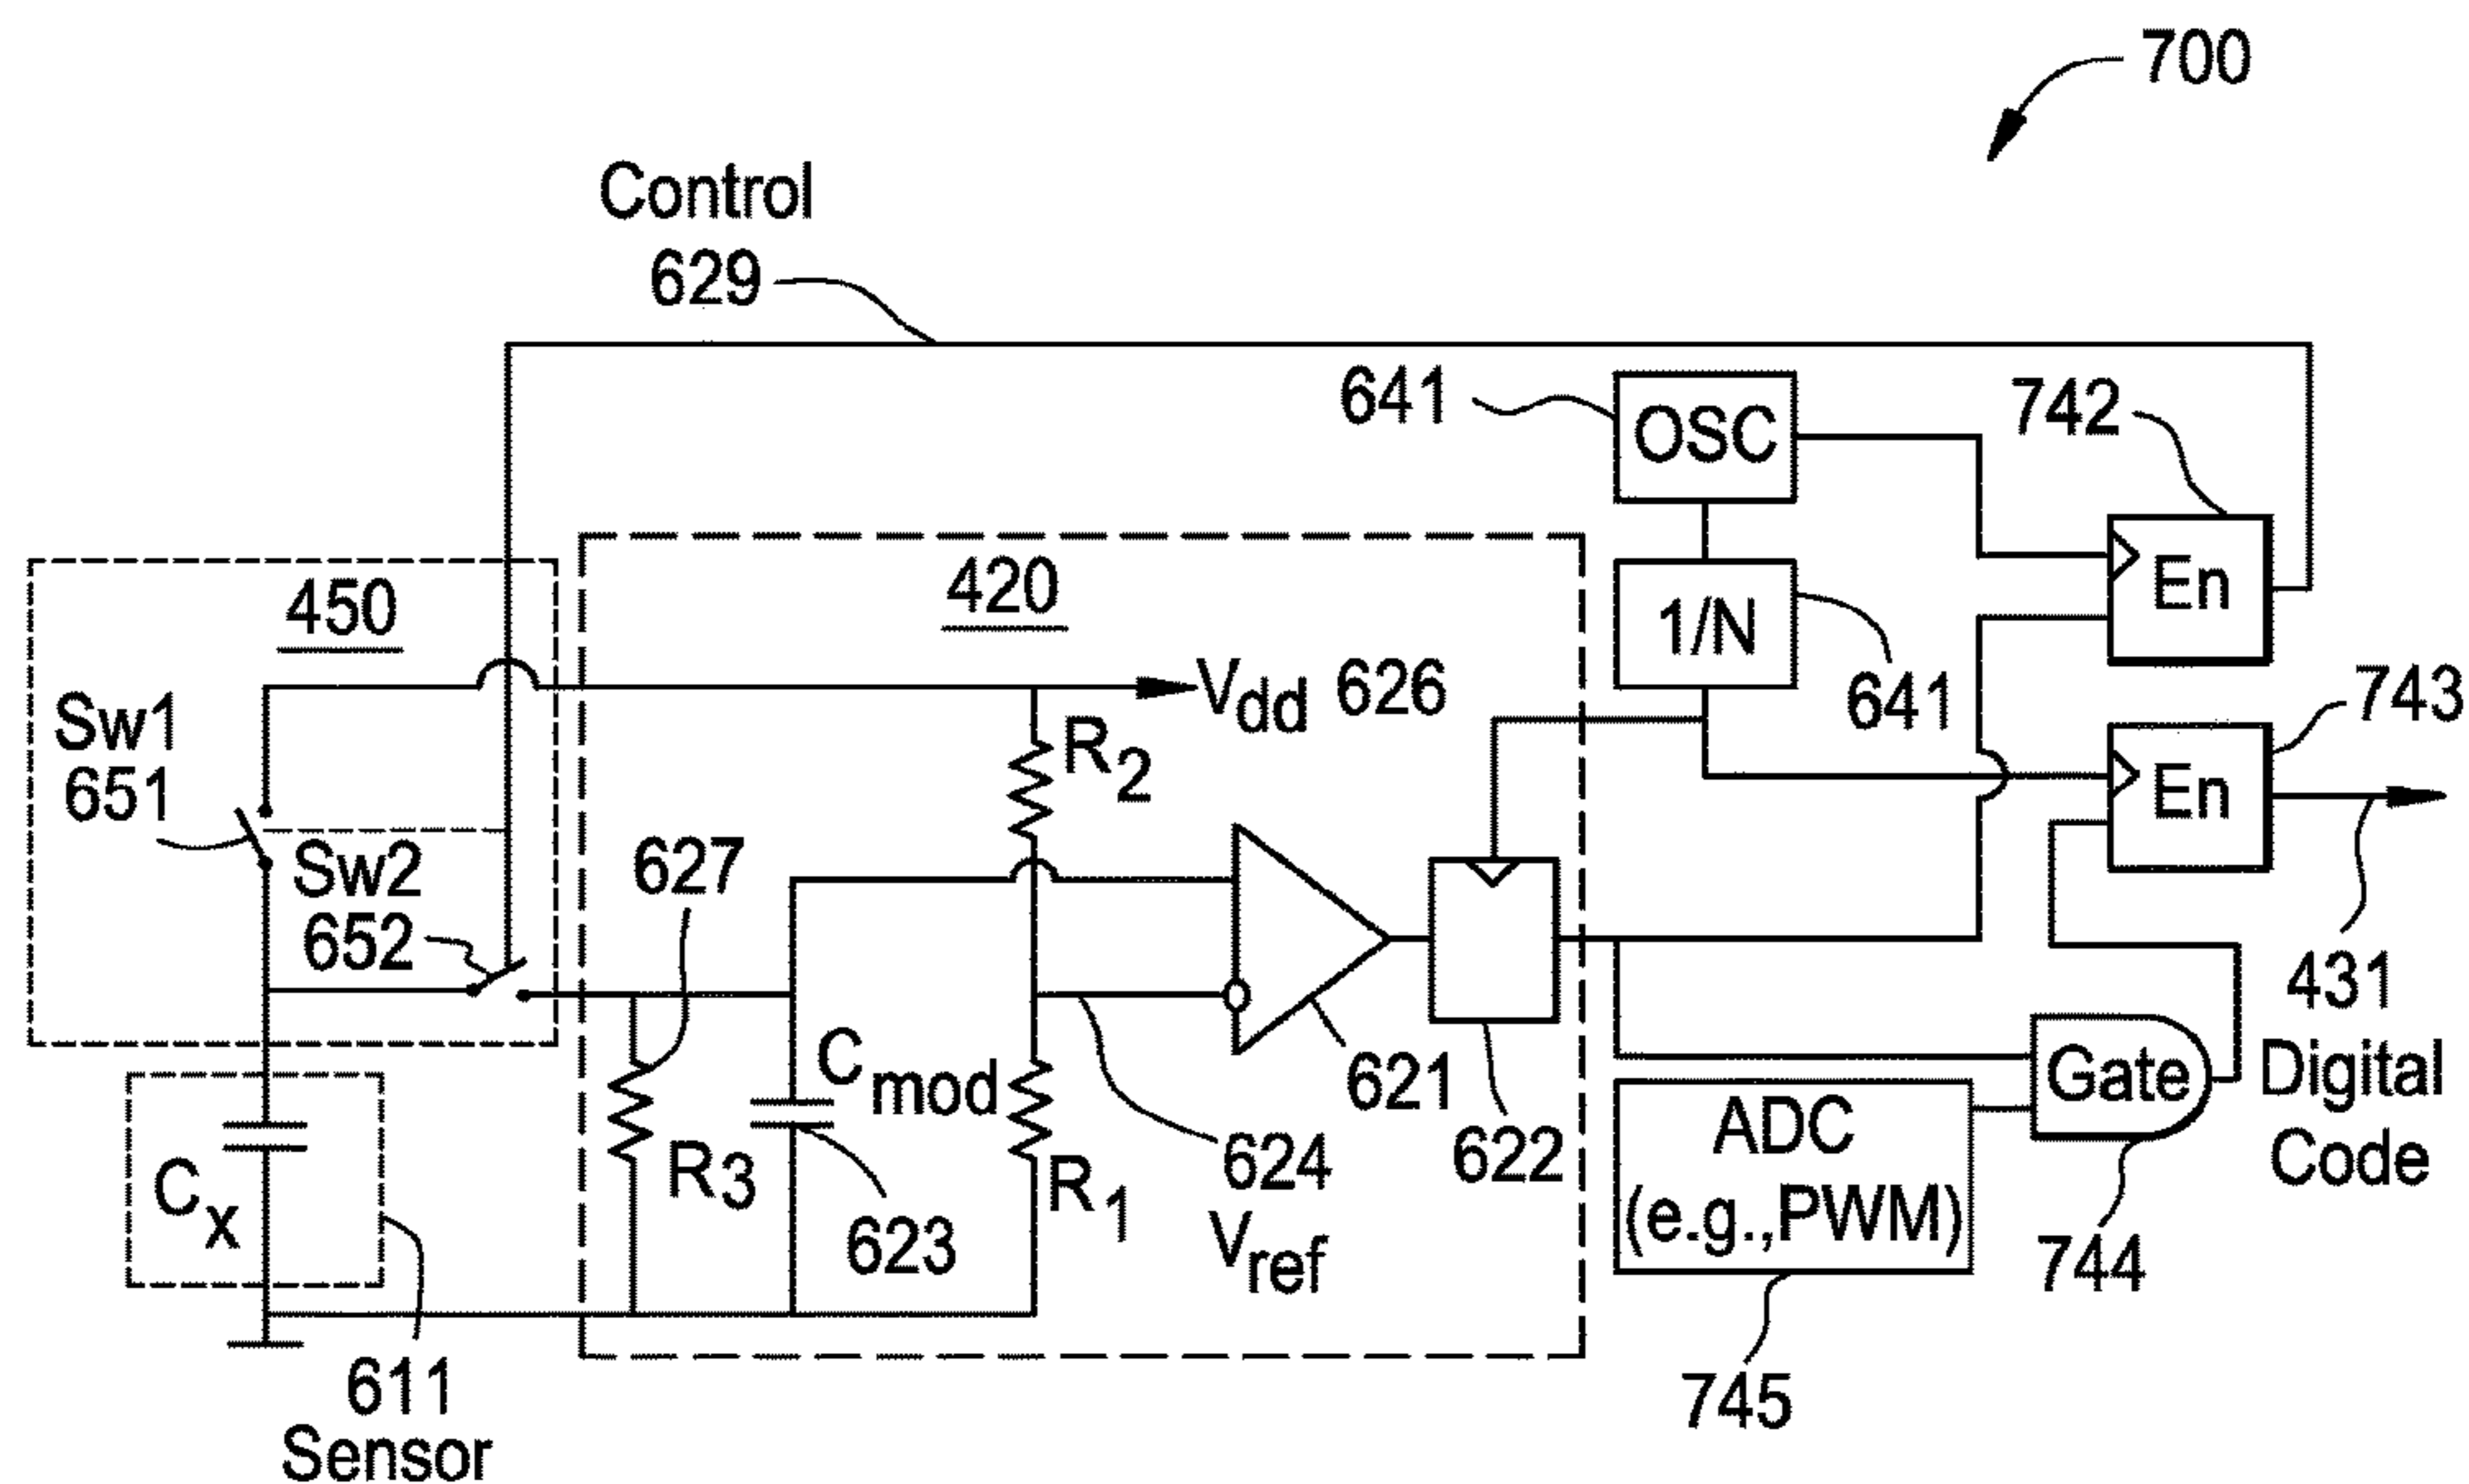 700
Control
629
641
OSC
742
En
450
420
1/N
641
Vdd 626
743
Sw1
651
R2
En
Sw2
652
627
431
Digital
Code
Cmod
621
622
Gate
744
Cx
R3
623
R1
624
Vref
ADC
(e.g.,PWM)
745
611
Sensor